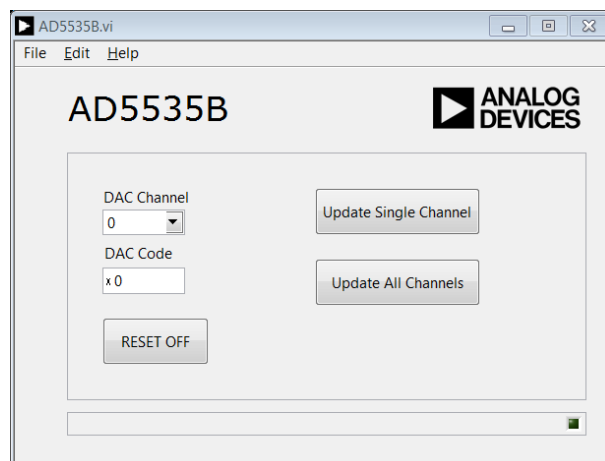 AD5535B.vi
File Edit Help
AD5535B
ANALOG
DEVICES
DAC Channel
0
Update Single Channel
DAC Code
x 0
Update All Channels
RESET OFF